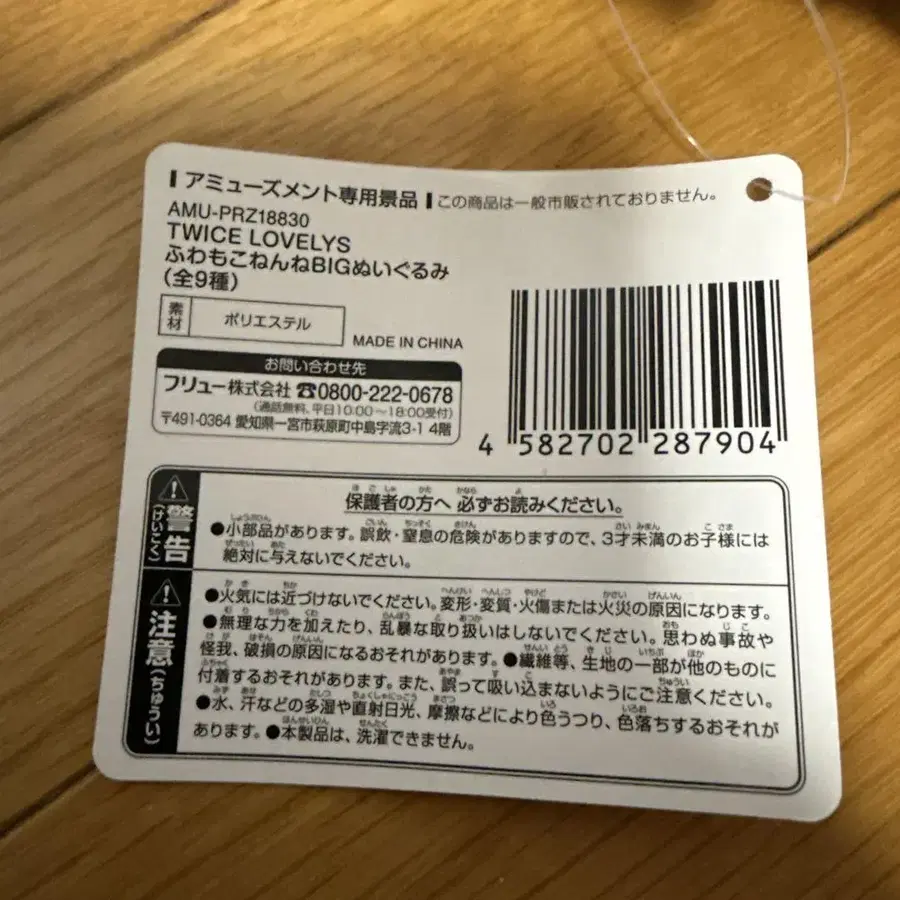 アミューズメント専用景品 この商品は一般市販されておりません。
AMU-PRZ18830
TWICE LOVELYS
ふわもこねんねBIGぬいぐるみ
(全9種)
素材 ポリエステル
MADE IN CHINA
お問い合わせ先
フリュー株式会社 ☎0800-222-0678
(通話無料、平日10:00〜18:00受付)
〒491-0364 愛知県一宮市萩原町中島字流3-1 4階
4 582702 287904
警告(けいこく)
保護者の方へ 必ずお読みください。
●小部品があります。誤飲・窒息の危険がありますので、3才未満のお子様には
絶対に与えないでください。
注意(ちゅうい)
●火気には近づけないでください。変形・変質・火傷または火災の原因になります。
●無理な力を加えたり、乱暴な取り扱いはしないでください。思わぬ事故や
怪我、破損の原因になるおそれがあります。●繊維等、生地の一部が他のものに
付着するおそれがあります。また、誤って吸い込まないようにご注意ください。
●水、汗などの多湿や直射日光、摩擦などにより色うつり、色落ちするおそれが
あります。●本製品は、洗濯できません。